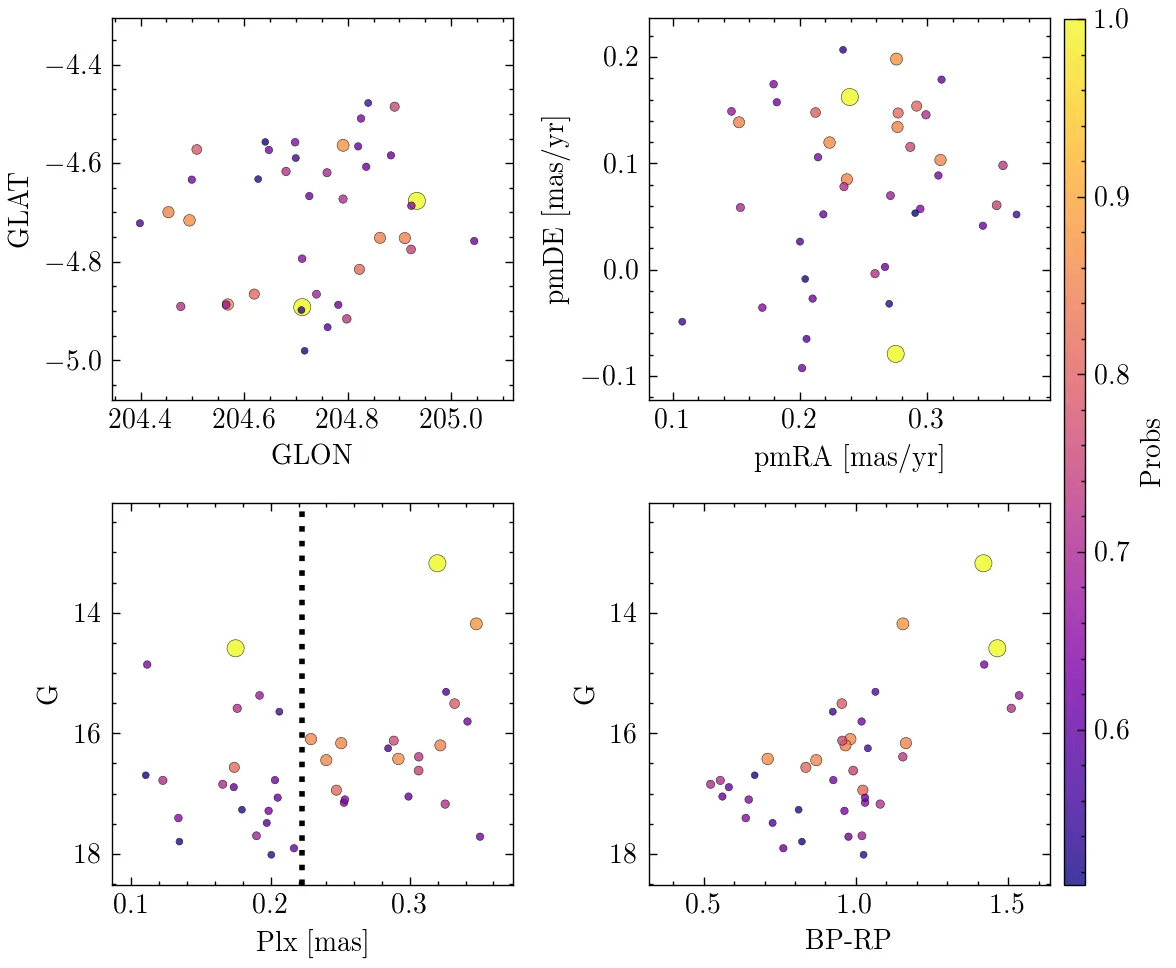 −4.4
−4.6
−4.8
−5.0
GLAT
204.4 204.6 204.8 205.0
GLON
0.2
0.1
0.0
−0.1
pmDE [mas/yr]
0.1 0.2 0.3
pmRA [mas/yr]
1.0
0.9
0.8
0.7
0.6
Probs
14
16
18
G
0.1 0.2 0.3
Plx [mas]
14
16
18
G
0.5 1.0 1.5
BP-RP